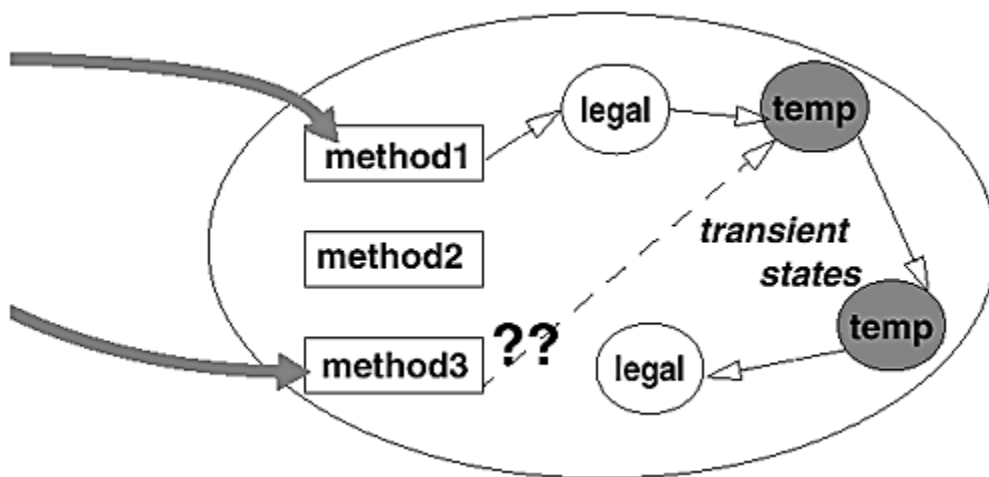 legal
temp
method1
transient
states
method2
temp
??
method3
legal